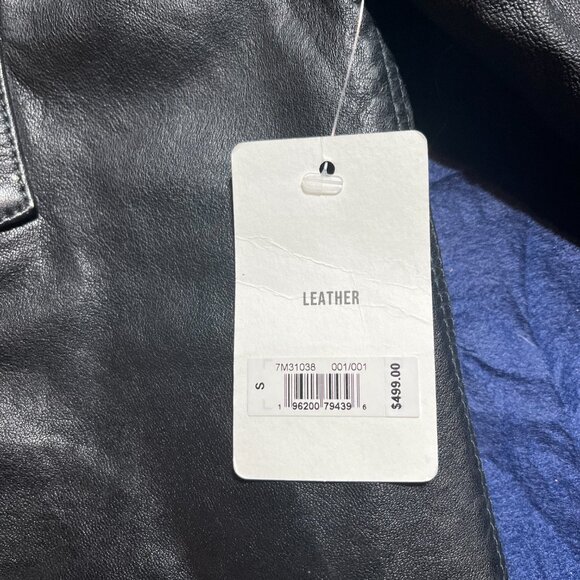 LEATHER
7M31038 001/001
S
1 96200 79439 6
$499.00